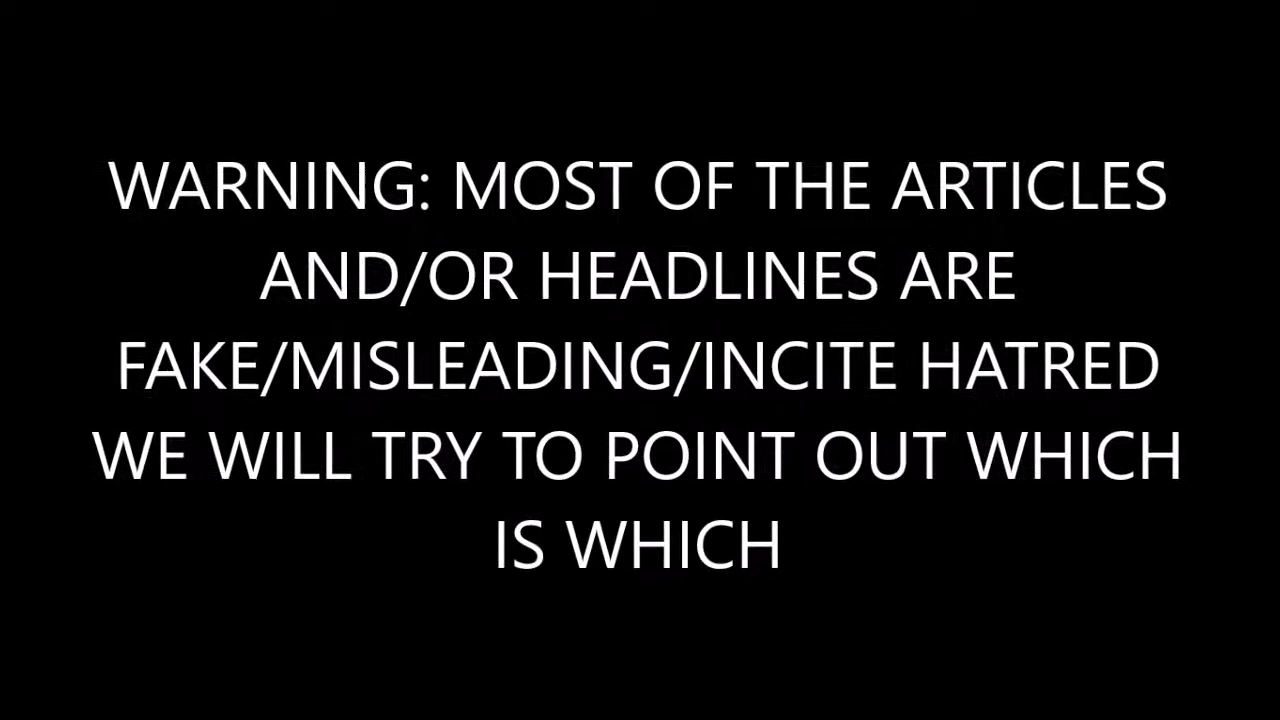 WARNING: MOST OF THE ARTICLES
AND/OR HEADLINES ARE
FAKE/MISLEADING/INCITE HATRED
WE WILL TRY TO POINT OUT WHICH
IS WHICH